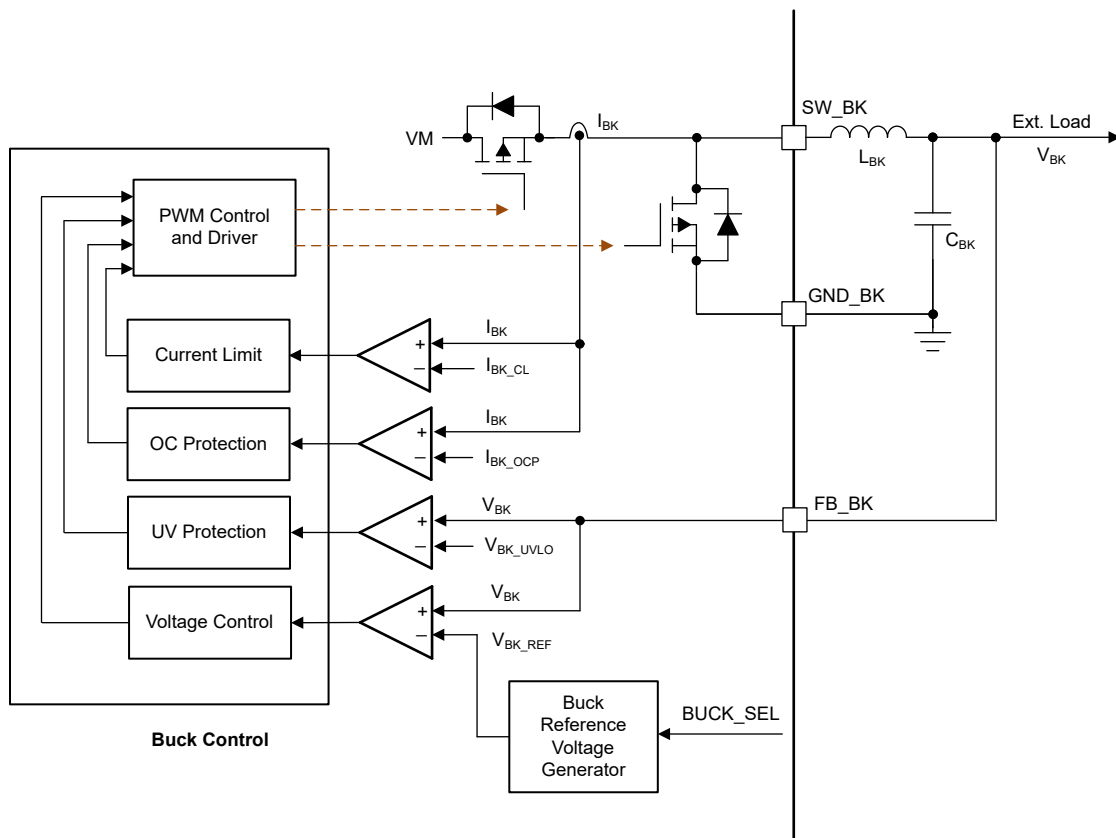 SW_BK
I_BK
Ext. Load
VM
L_BK
V_BK
PWM Control
and Driver
C_BK
GND_BK
I_BK
+
Current Limit
−
I_BK_CL
I_BK
+
OC Protection
−
I_BK_OCP
FB_BK
V_BK
+
UV Protection
−
V_BK_UVLO
V_BK
+
Voltage Control
−
V_BK_REF
Buck
Reference
Voltage
Generator
BUCK_SEL
Buck Control